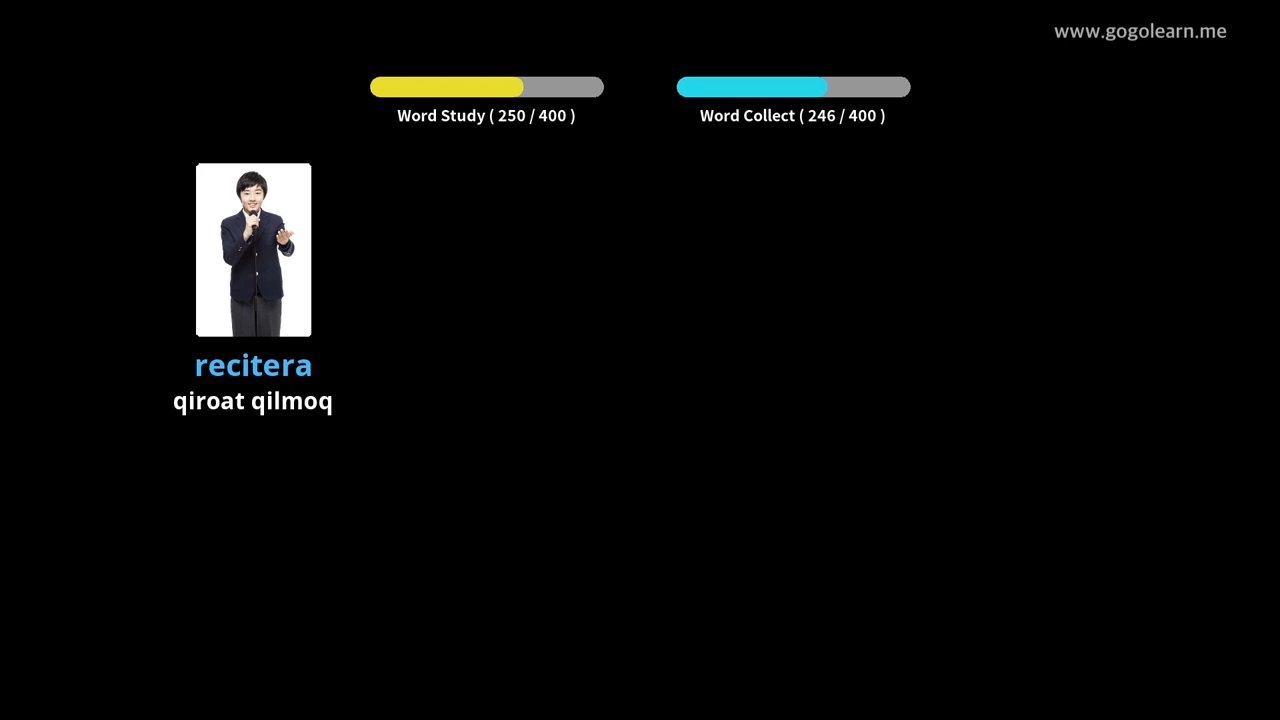 www.gogolearn.me
Word Study ( 250 / 400 )
Word Collect ( 246 / 400 )
recitera
qiroat qilmoq